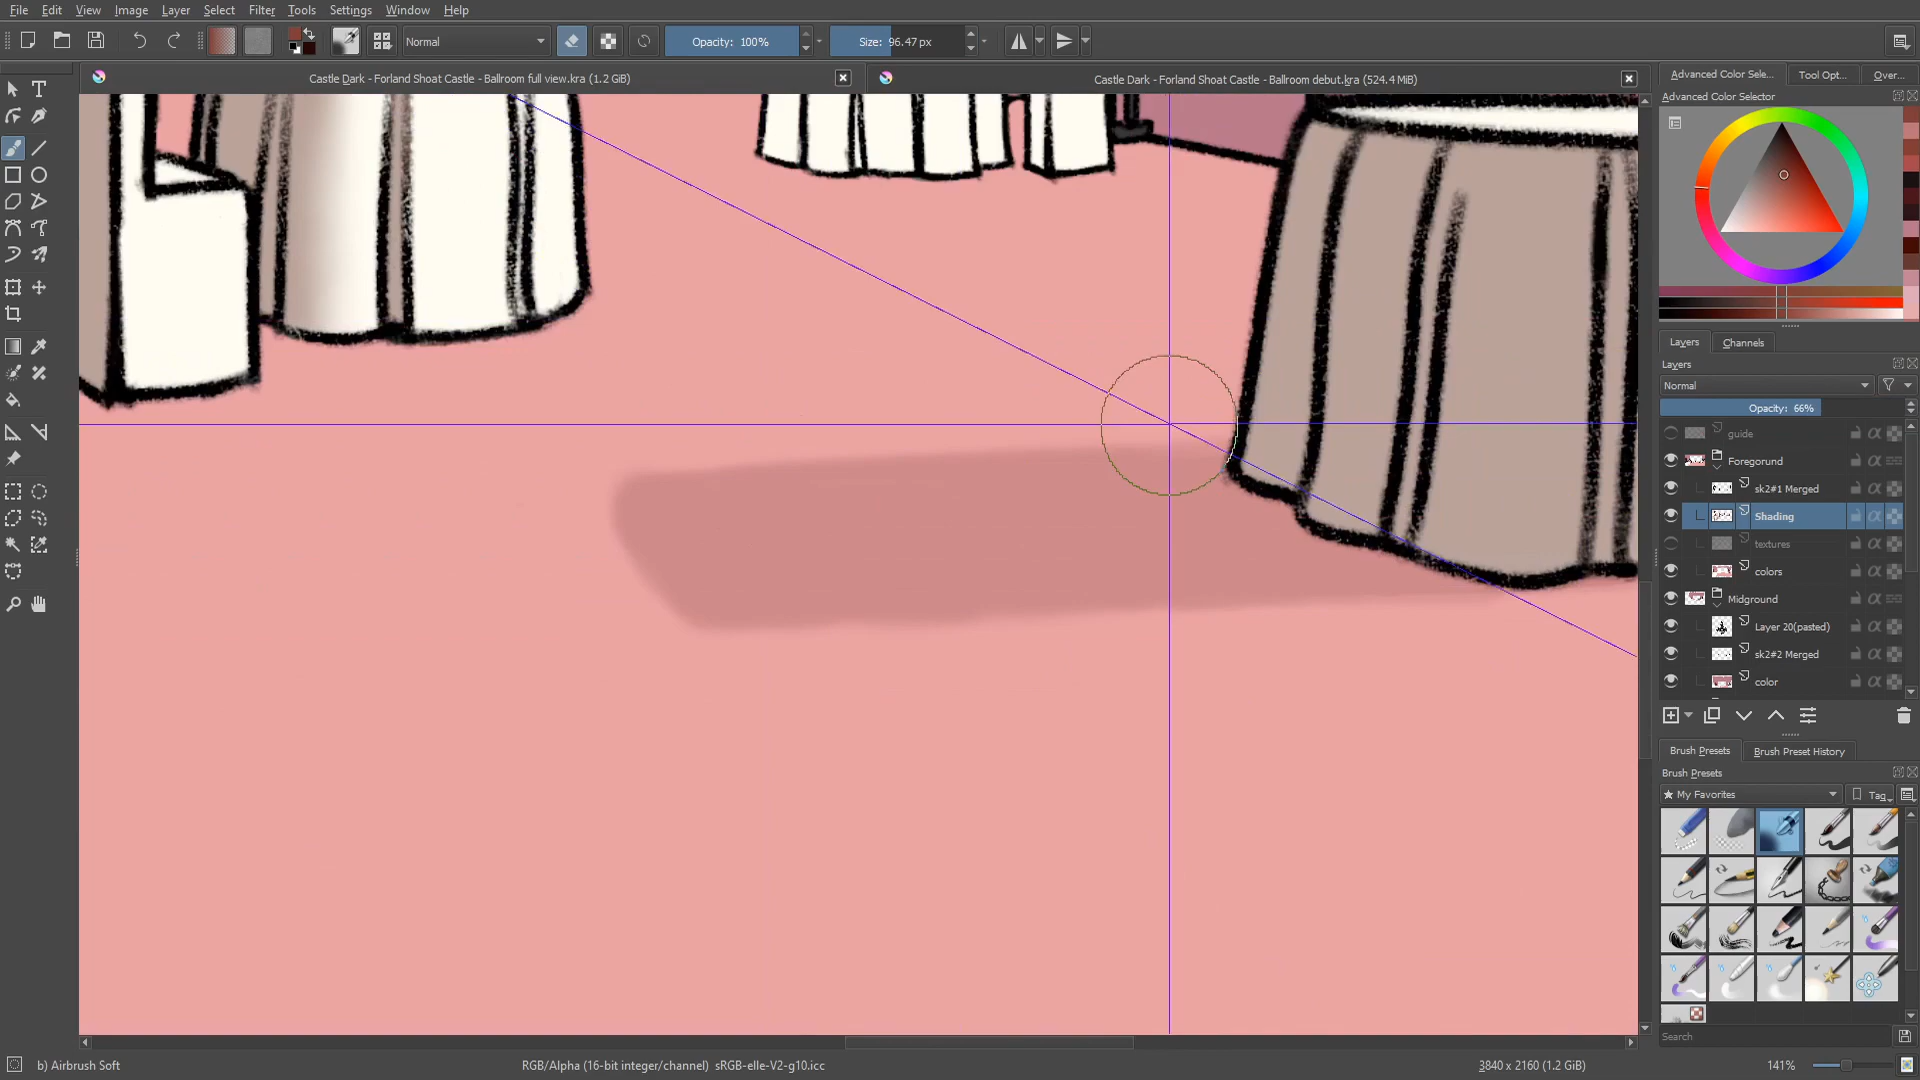 File Edit View Image Layer Select Filter Tools Settings Window Help
Normal
Opacity: 100%
Size: 96.47 px
Castle Dark - Forland Shoat Castle - Ballroom full view.kra (1.2 GiB)
Castle Dark - Forland Shoat Castle - Ballroom debut.kra (524.4 MiB)
Advanced Color Sele... Tool Opt... Over...
Advanced Color Selector
Layers Channels
Layers
Normal
Opacity: 66%
guide
Foregorund
sk2#1 Merged
Shading
textures
colors
Midground
Layer 20(pasted)
sk2#2 Merged
color
Brush Presets Brush Preset History
Brush Presets
★ My Favorites Tag
Search
b) Airbrush Soft
RGB/Alpha (16-bit integer/channel) sRGB-elle-V2-g10.icc
3840 x 2160 (1.2 GiB)
141%